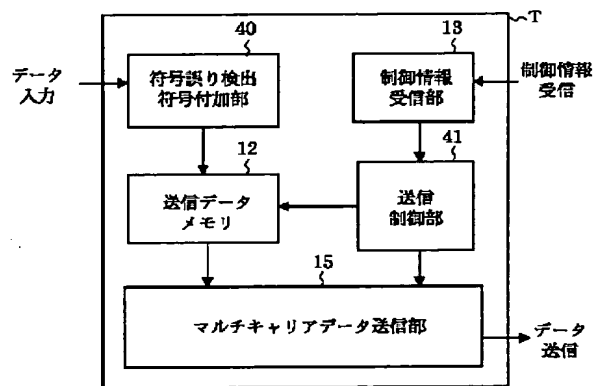 T
40
13
データ
入力
符号誤り検出
符号付加部
制御情報
受信部
制御情報
受信
12
41
送信データ
メモリ
送信
制御部
15
マルチキャリアデータ送信部
データ
送信